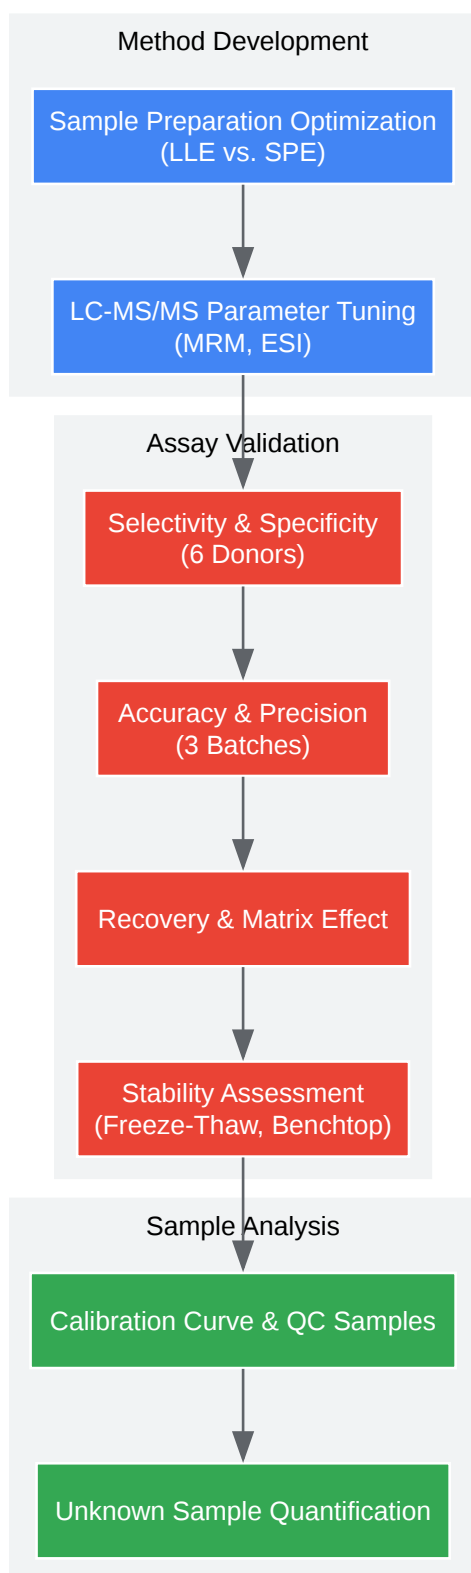 Method Development
Sample Preparation Optimization
(LLE vs. SPE)
LC-MS/MS Parameter Tuning
(MRM, ESI)
Assay Validation
Selectivity & Specificity
(6 Donors)
Accuracy & Precision
(3 Batches)
Recovery & Matrix Effect
Stability Assessment
(Freeze-Thaw, Benchtop)
Sample Analysis
Calibration Curve & QC Samples
Unknown Sample Quantification